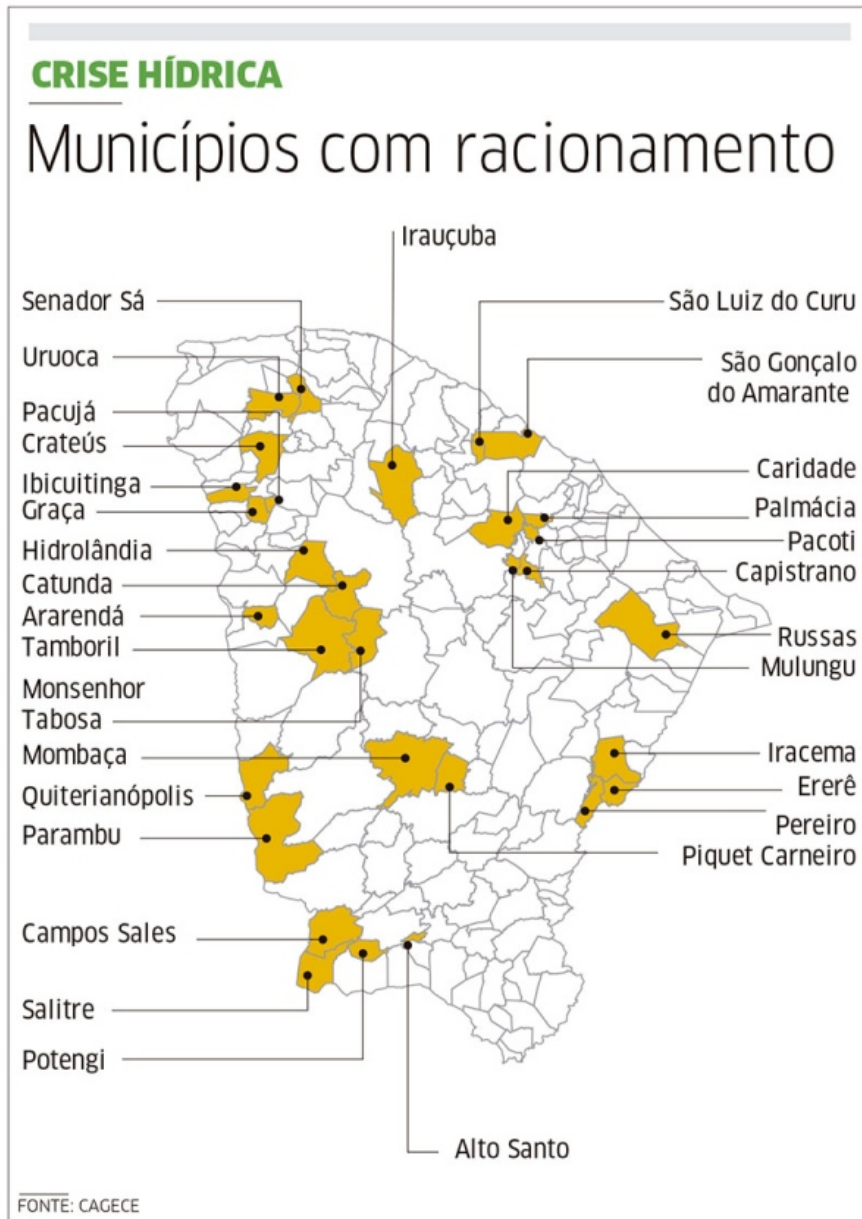 CRISE HÍDRICA
Municípios com racionamento
Irauçuba
Senador Sá
Uruoca
Pacujá
Crateús
Ibicuitinga
Graça
Hidrolândia
Catunda
Ararendá
Tamboril
Monsenhor
Tabosa
Mombaça
Quiterianópolis
Parambu
Campos Sales
Salitre
Potengi
São Luiz do Curu
São Gonçalo
do Amarante
Caridade
Palmácia
Pacoti
Capistrano
Russas
Mulungu
Iracema
Ererê
Pereiro
Piquet Carneiro
Alto Santo
FONTE: CAGECE